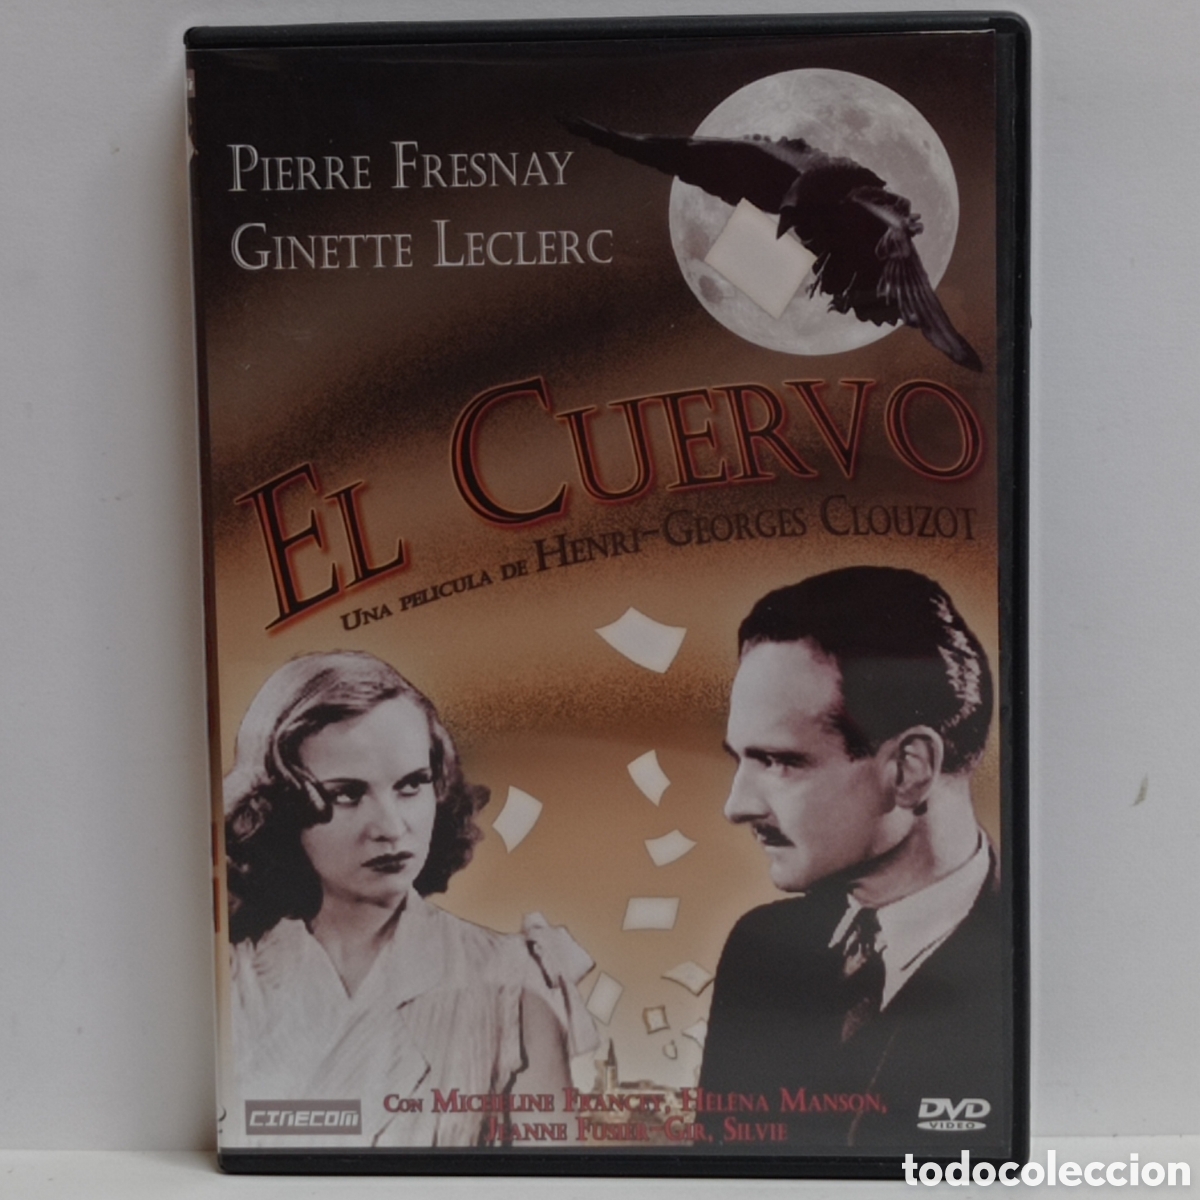 PIERRE FRESNAY
GINETTE LECLERC
EL CUERVO
UNA PELICULA DE HENRI-GEORGES CLOUZOT
CON MICHELINE FRANCEY, HELENA MANSON,
JEANNE FUSIER-GIR, SILVIE
CINECOM
DVD
VIDEO
todocoleccion